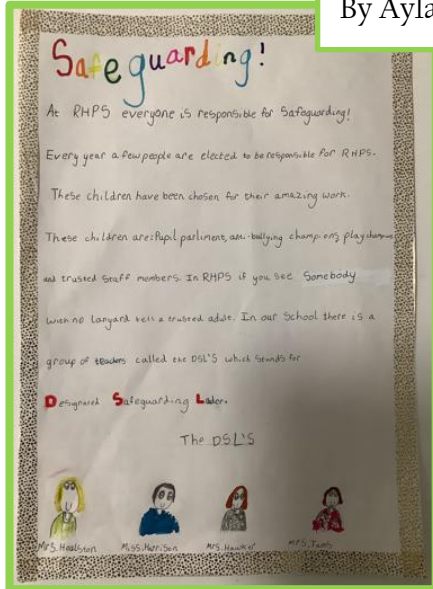 By Ayla
Safeguarding!
At RHPS everyone is responsible for Safeguarding!
Every year a few people are elected to be responsible for RHPS.
These children have been chosen for their amazing work.
These children are: Pupil parliment, anti-bullying champions, play champions
and trusted staff members. In RHPS if you see Somebody
with no lanyard tell a trusted adult. In our School there is a
group of teachers called the DSL'S which stands for
Designated Safeguarding
The DSL'S
Mrs. Miss. Harrison Mrs. Hawker Mrs.